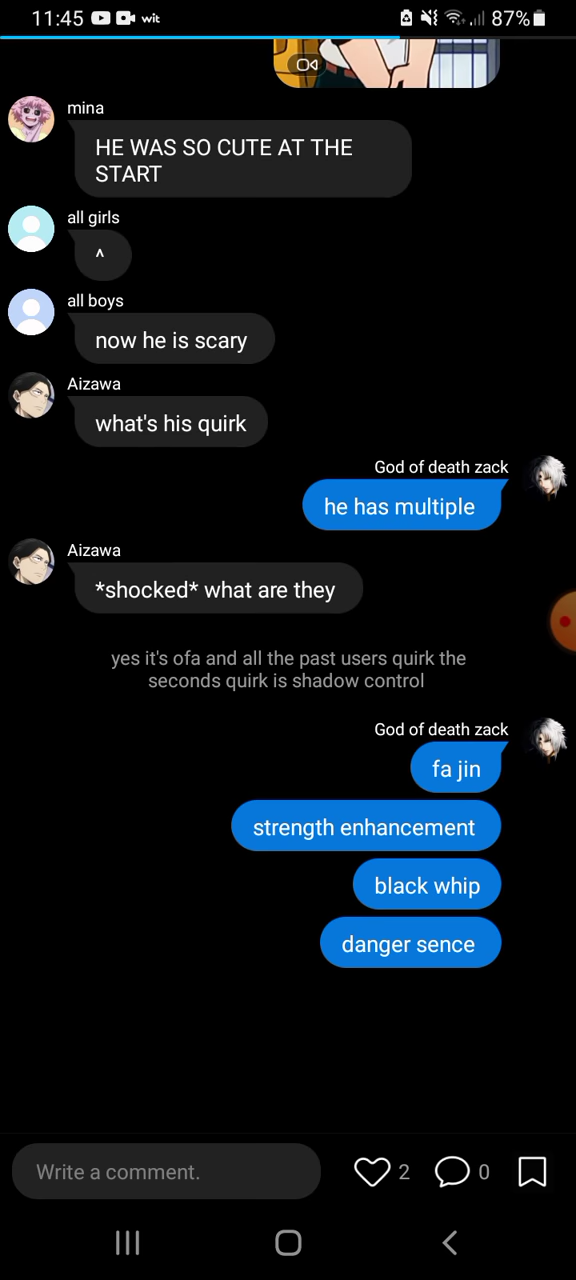 11:45 wit 87%
mina
HE WAS SO CUTE AT THE
START
all girls
^
all boys
now he is scary
Aizawa
what's his quirk
God of death zack
he has multiple
Aizawa
*shocked* what are they
yes it's ofa and all the past users quirk the
seconds quirk is shadow control
God of death zack
fa jin
strength enhancement
black whip
danger sence
Write a comment. 2 0